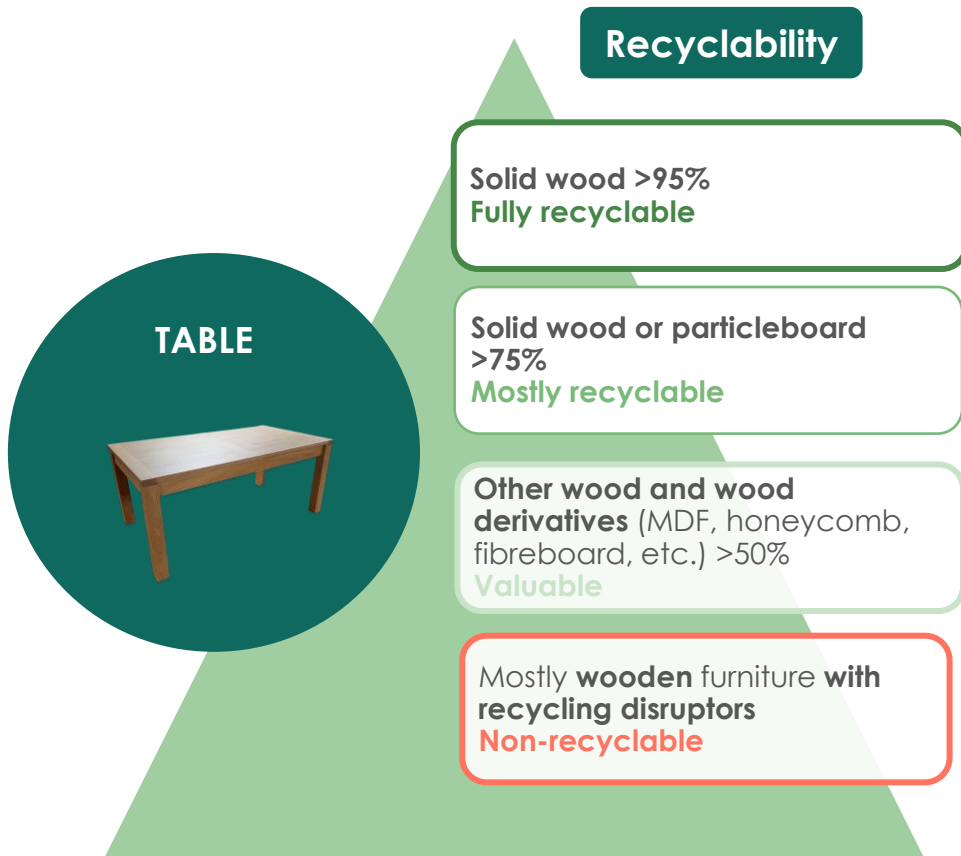 Recyclability
Solid wood >95%
Fully recyclable
TABLE
Solid wood or particleboard
>75%
Mostly recyclable
Other wood and wood
derivatives (MDF, honeycomb,
fibreboard, etc.) >50%
Valuable
Mostly wooden furniture with
recycling disruptors
Non-recyclable